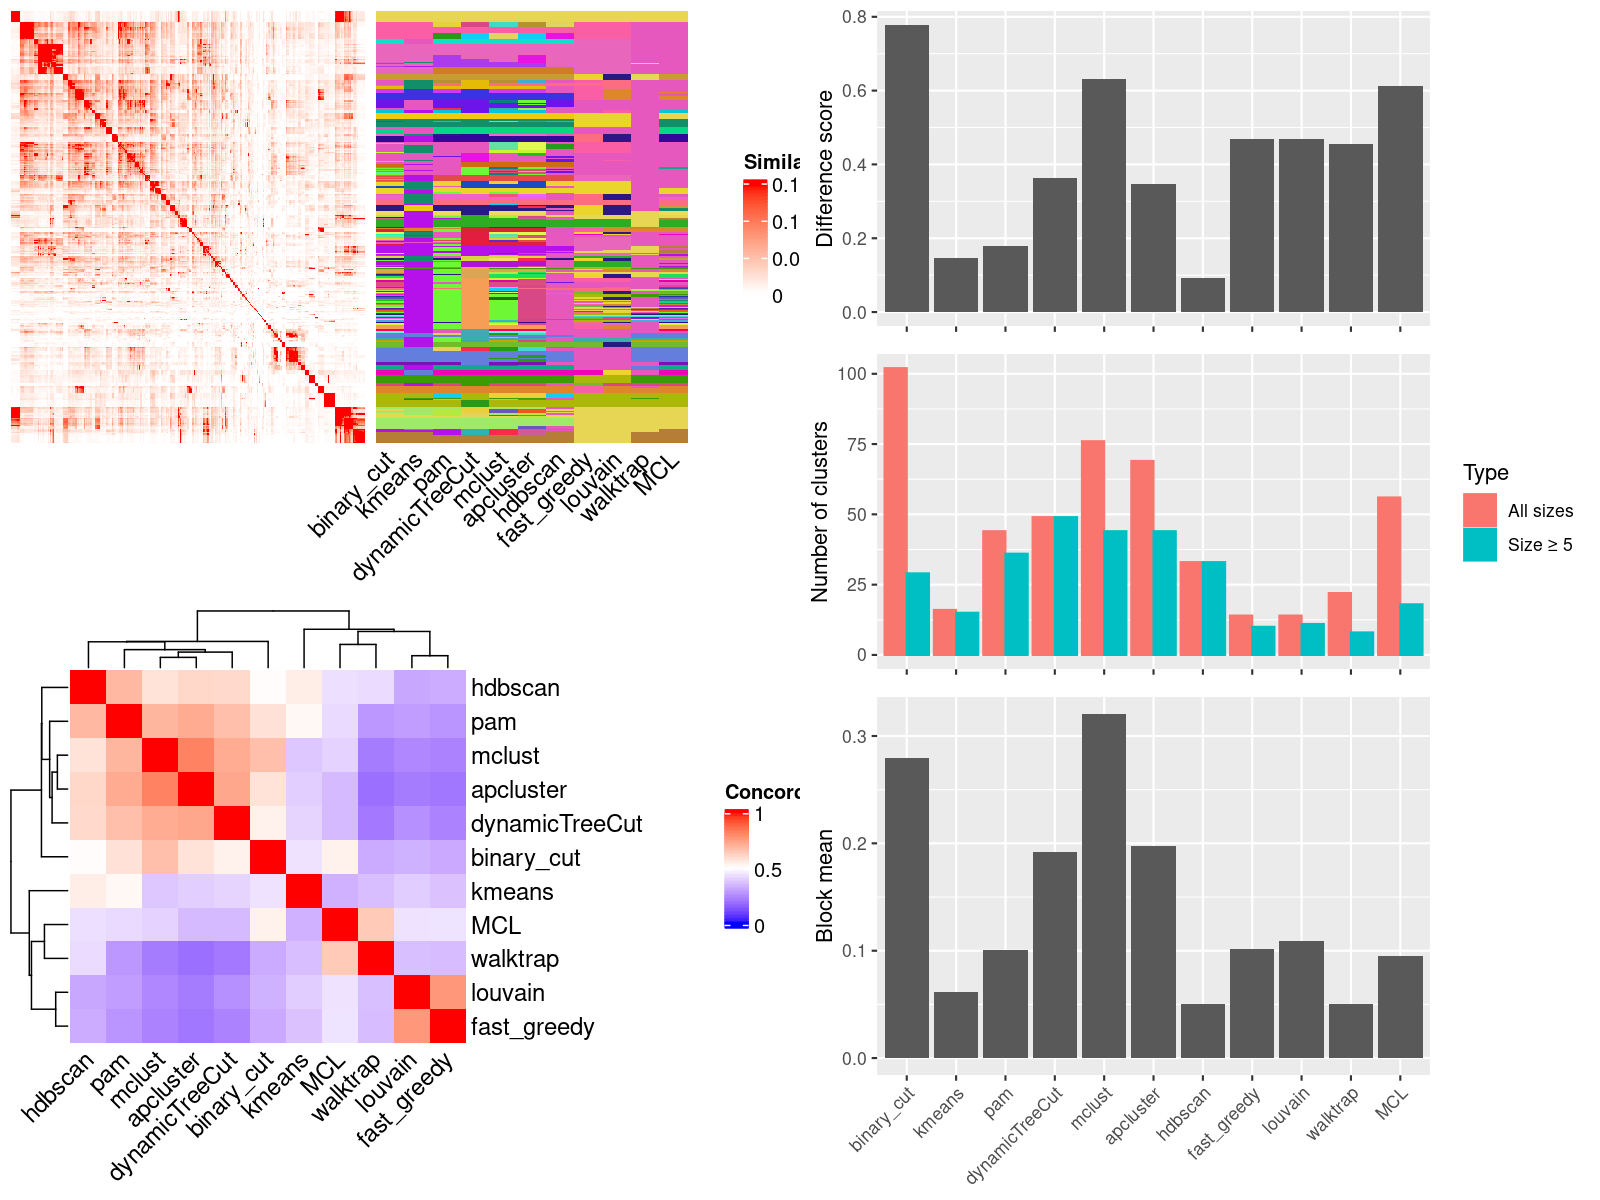 Simila
0.1
0.1
0.0
0
binary_cut
kmeans
pam
dynamicTreeCut
mclust
apcluster
hdbscan
fast_greedy
louvain
walktrap
MCL
hdbscan
pam
mclust
apcluster
dynamicTreeCut
binary_cut
kmeans
MCL
walktrap
louvain
fast_greedy
hdbscan
pam
mclust
apcluster
dynamicTreeCut
binary_cut
kmeans
MCL
walktrap
louvain
fast_greedy
Concord
1
0.5
0
Difference score
0.8
0.6
0.4
0.2
0.0
Number of clusters
100
75
50
25
0
Type
All sizes
Size ≥ 5
Block mean
0.3
0.2
0.1
0.0
binary_cut
kmeans
pam
dynamicTreeCut
mclust
apcluster
hdbscan
fast_greedy
louvain
walktrap
MCL